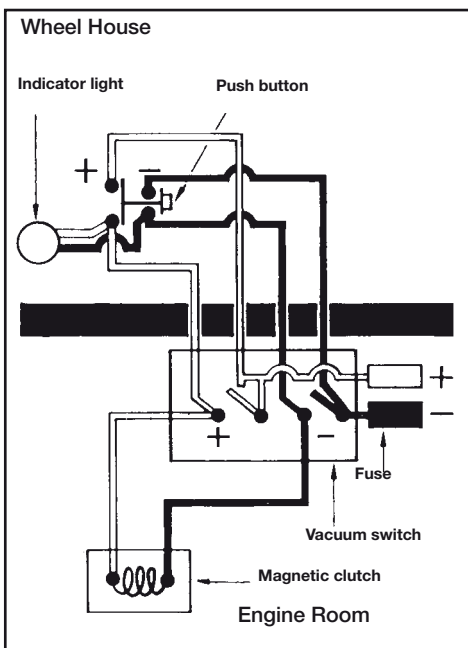 Wheel House
Indicator light
Push button
+
−
+
−
+
−
Fuse
Vacuum switch
Magnetic clutch
Engine Room